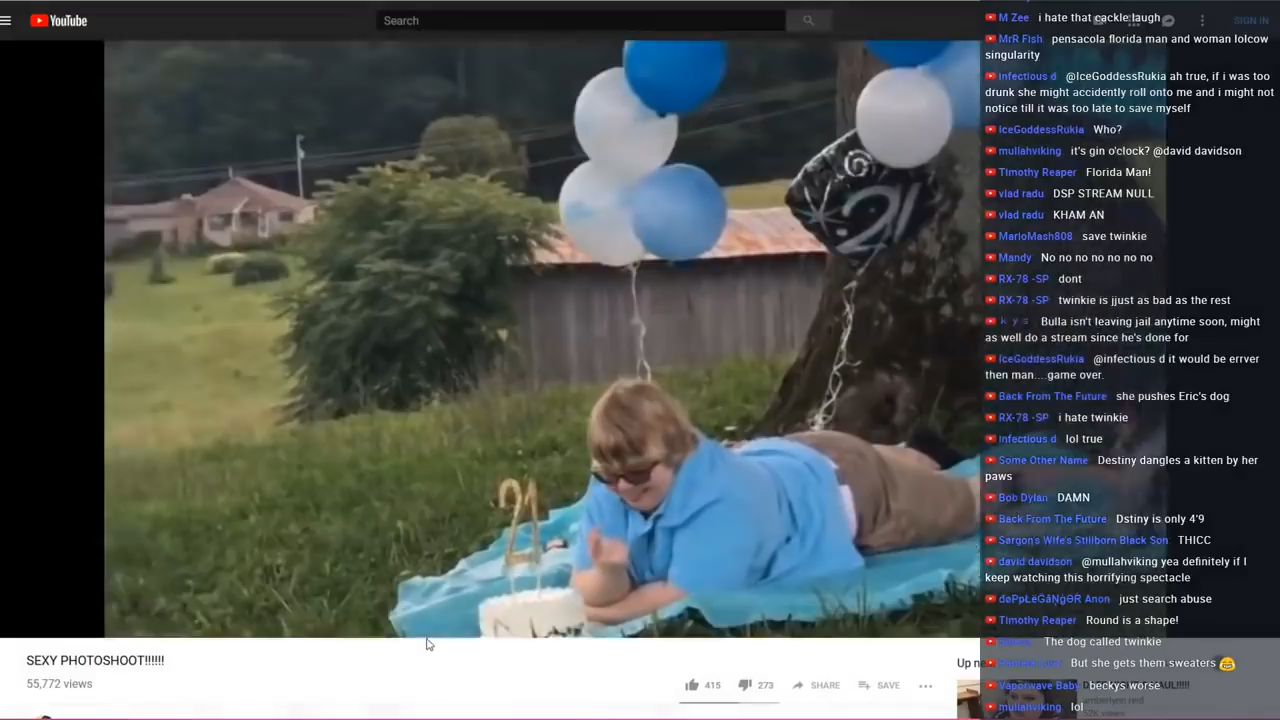 YouTube
Search
SIGN IN
21
21
SEXY PHOTOSHOOT!!!!!!
55,772 views
415
273
SHARE
SAVE
M Zee i hate that cackle laugh
MrR Fish pensacola florida man and woman lolcow
singularity
infectious d @IceGoddessRukia ah true, if i was too
drunk she might accidently roll onto me and i might not
notice till it was too late to save myself
IceGoddessRukia Who?
mullahviking it's gin o'clock? @david davidson
Timothy Reaper Florida Man!
vlad radu DSP STREAM NULL
vlad radu KHAM AN
MarioMash808 save twinkie
Mandy No no no no no no no
RX-78 -SP dont
RX-78 -SP twinkie is jjust as bad as the rest
k y s Bulla isn't leaving jail anytime soon, might
as well do a stream since he's done for
IceGoddessRukia @infectious d it would be errver
then man....game over.
Back From The Future she pushes Eric's dog
RX-78 -SP i hate twinkie
infectious d lol true
Some Other Name Destiny dangles a kitten by her
paws
Bob Dylan DAMN
Back From The Future Dstiny is only 4'9
Sargon's Wife's Stillborn Black Son THICC
david davidson @mullahviking yea definitely if I
keep watching this horrifying spectacle
Anon just search abuse
Timothy Reaper Round is a shape!
The dog called twinkie
But she gets them sweaters 😂
Vaporwave Baby beckys worse
mullahviking lol